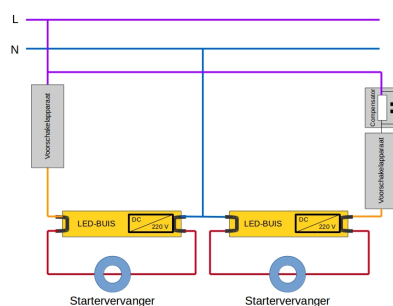 L
N
Voorschakelapparaat
Compensator
Voorschakelapparaat
LED-BUIS
DC
220 V
LED-BUIS
DC
220 V
Startervervanger
Startervervanger